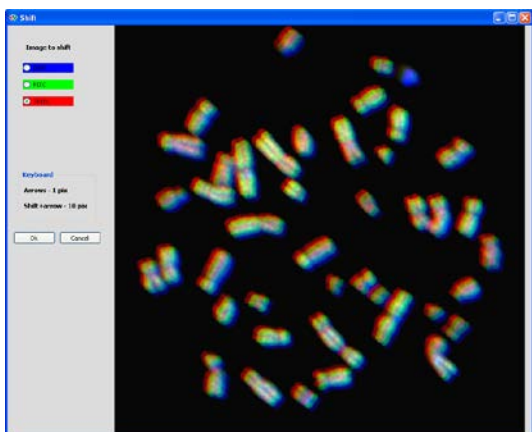 Shift
Image to shift
Keyboard
Arrows - 1 pix
Shift+arrow - 10 pix
Ok Cancel